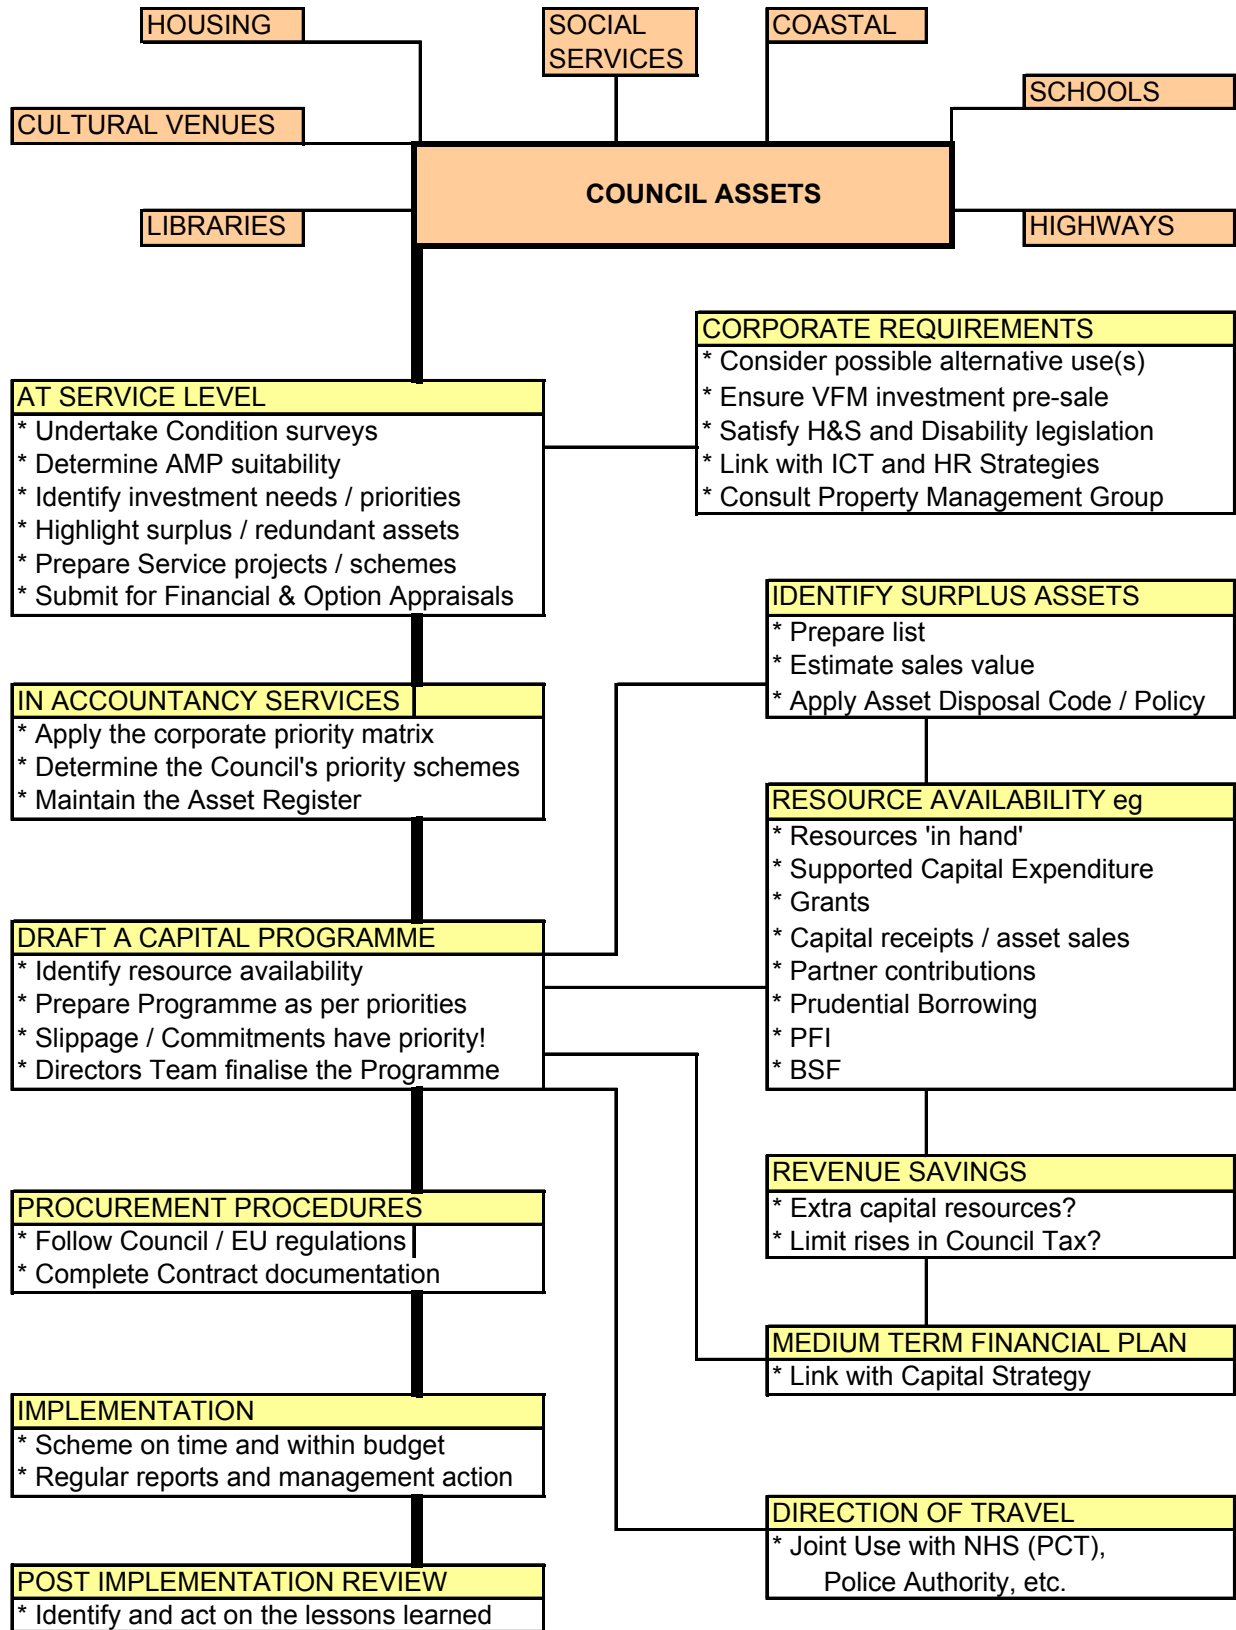 HOUSING
SOCIAL
SERVICES
COASTAL
SCHOOLS
CULTURAL VENUES
COUNCIL ASSETS
LIBRARIES
HIGHWAYS
CORPORATE REQUIREMENTS
* Consider possible alternative use(s)
* Ensure VFM investment pre-sale
* Satisfy H&S and Disability legislation
* Link with ICT and HR Strategies
* Consult Property Management Group
AT SERVICE LEVEL
* Undertake Condition surveys
* Determine AMP suitability
* Identify investment needs / priorities
* Highlight surplus / redundant assets
* Prepare Service projects / schemes
* Submit for Financial & Option Appraisals
IDENTIFY SURPLUS ASSETS
* Prepare list
* Estimate sales value
* Apply Asset Disposal Code / Policy
IN ACCOUNTANCY SERVICES
* Apply the corporate priority matrix
* Determine the Council's priority schemes
* Maintain the Asset Register
RESOURCE AVAILABILITY eg
* Resources 'in hand'
* Supported Capital Expenditure
* Grants
* Capital receipts / asset sales
* Partner contributions
* Prudential Borrowing
* PFI
* BSF
DRAFT A CAPITAL PROGRAMME
* Identify resource availability
* Prepare Programme as per priorities
* Slippage / Commitments have priority!
* Directors Team finalise the Programme
REVENUE SAVINGS
* Extra capital resources?
* Limit rises in Council Tax?
PROCUREMENT PROCEDURES
* Follow Council / EU regulations
* Complete Contract documentation
MEDIUM TERM FINANCIAL PLAN
* Link with Capital Strategy
IMPLEMENTATION
* Scheme on time and within budget
* Regular reports and management action
DIRECTION OF TRAVEL
* Joint Use with NHS (PCT),
Police Authority, etc.
POST IMPLEMENTATION REVIEW
* Identify and act on the lessons learned